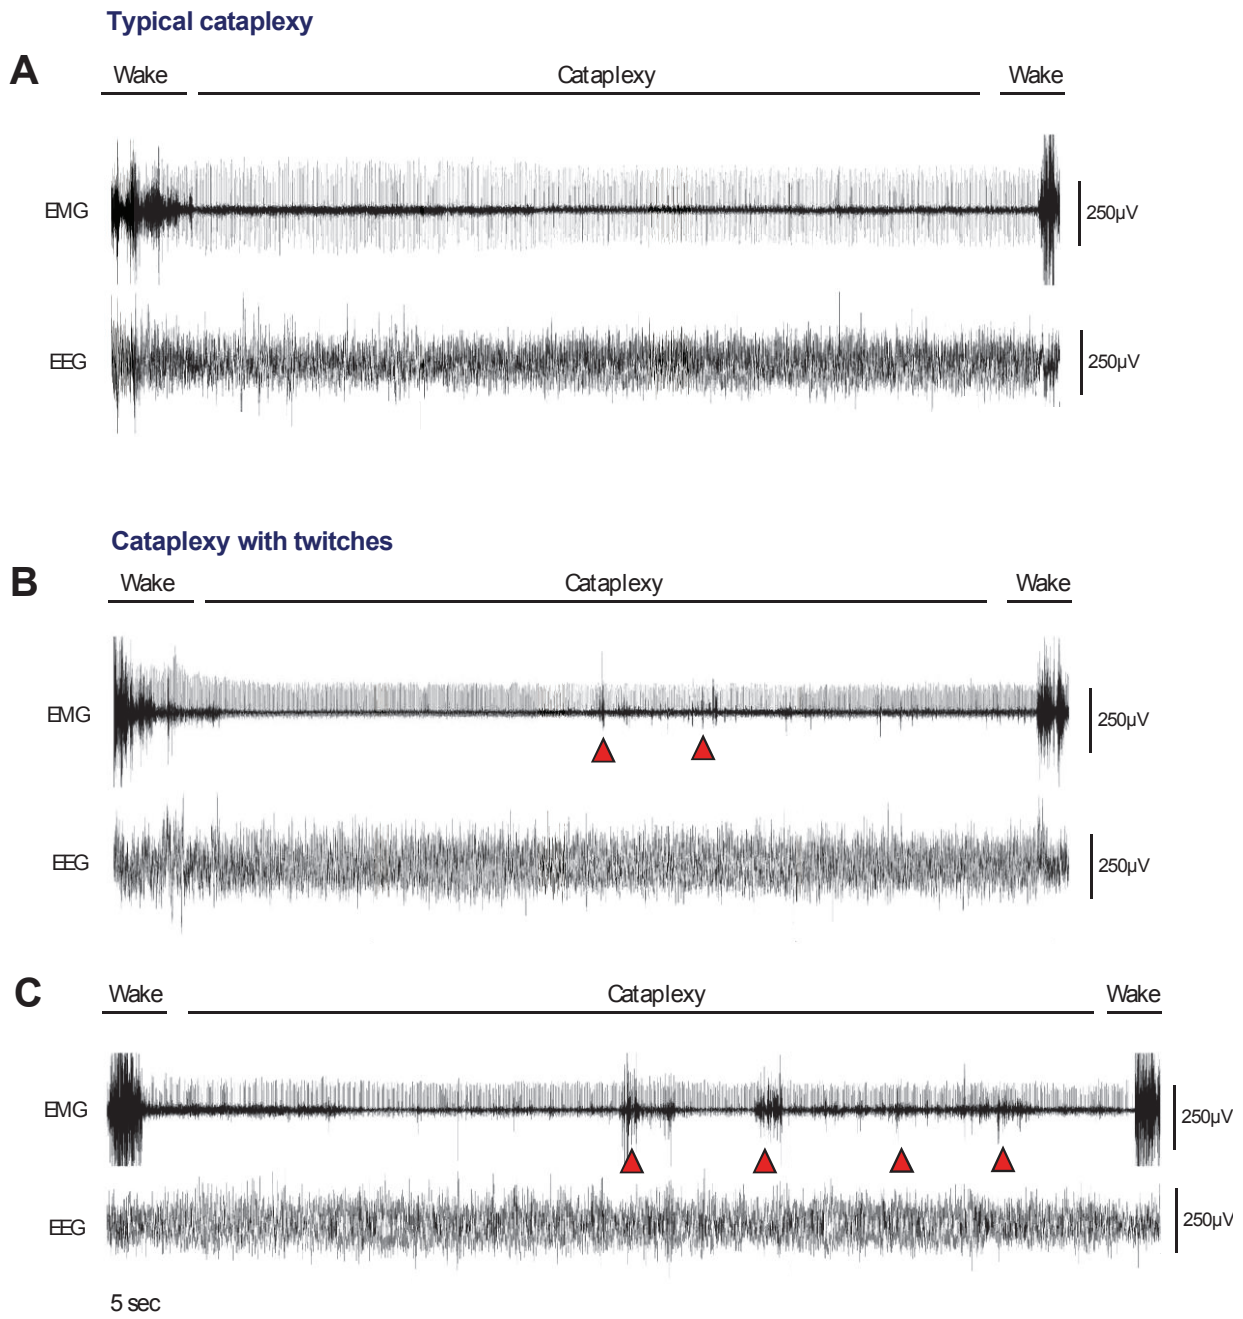 Typical cataplexy
A
Wake Cataplexy Wake
EMG 250µV
EEG 250µV
Cataplexy with twitches
B
Wake Cataplexy Wake
EMG 250µV
EEG 250µV
C
Wake Cataplexy Wake
EMG 250µV
EEG 250µV
5 sec